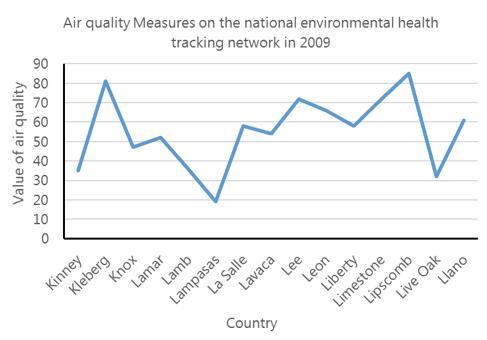 Air quality Measures on the national environmental health
tracking network in 2009
Value of air quality
90
80
70
60
50
40
30
20
10
0
Kinney
Kleberg
Knox
Lamar
Lamb
Lampasas
La Salle
Lavaca
Lee
Leon
Liberty
Limestone
Lipscomb
Live Oak
Llano
Country